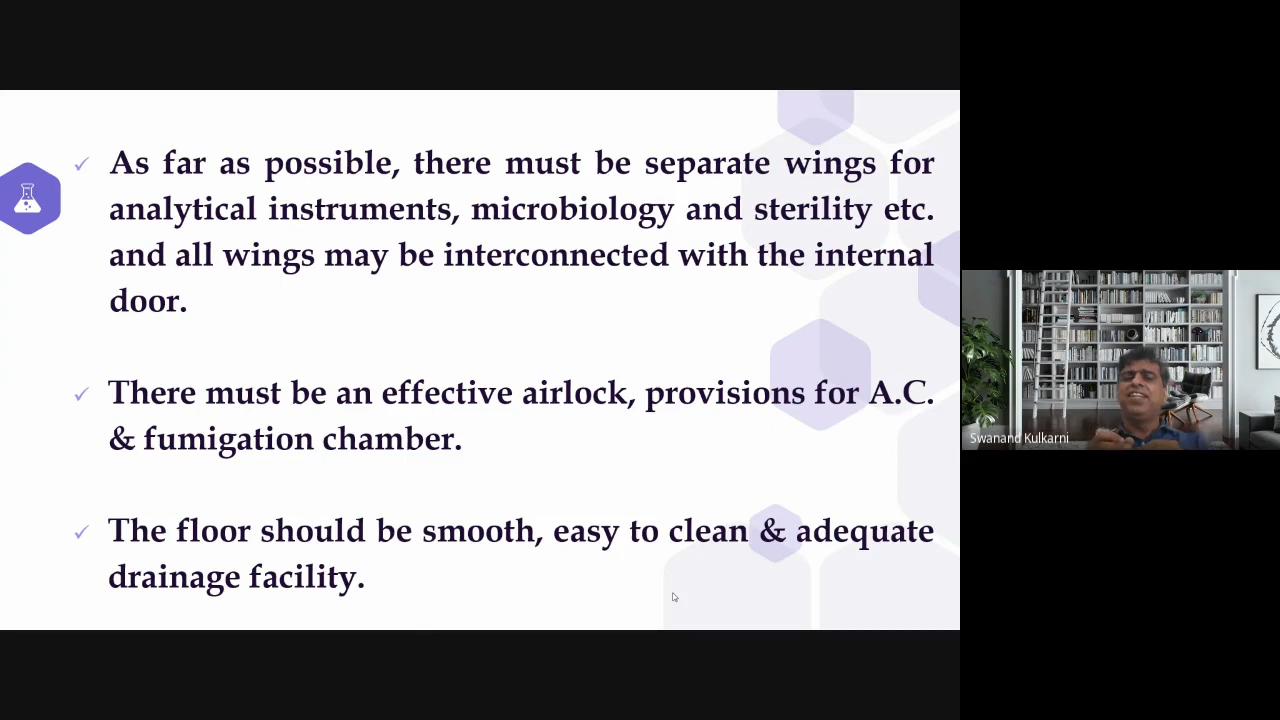 As far as possible, there must be separate wings for
analytical instruments, microbiology and sterility etc.
and all wings may be interconnected with the internal
door.
There must be an effective airlock, provisions for A.C.
& fumigation chamber.
The floor should be smooth, easy to clean & adequate
drainage facility.
Swanand Kulkarni